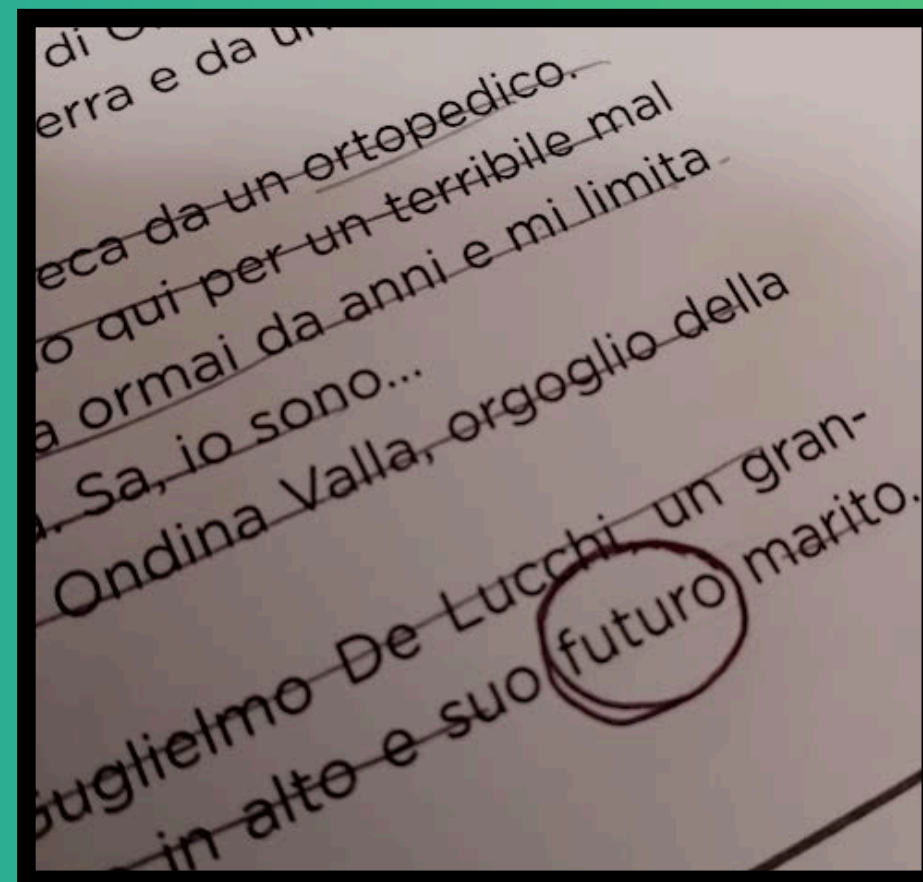 di
erra e da un
eca da un ortopedico.
o qui per un terribile mal
a ormai da anni e mi limita
Sa, io sono...
Ondina Valla, orgoglio della
Guglielmo De Lucchi, un gran-
in alto e suo futuro marito.